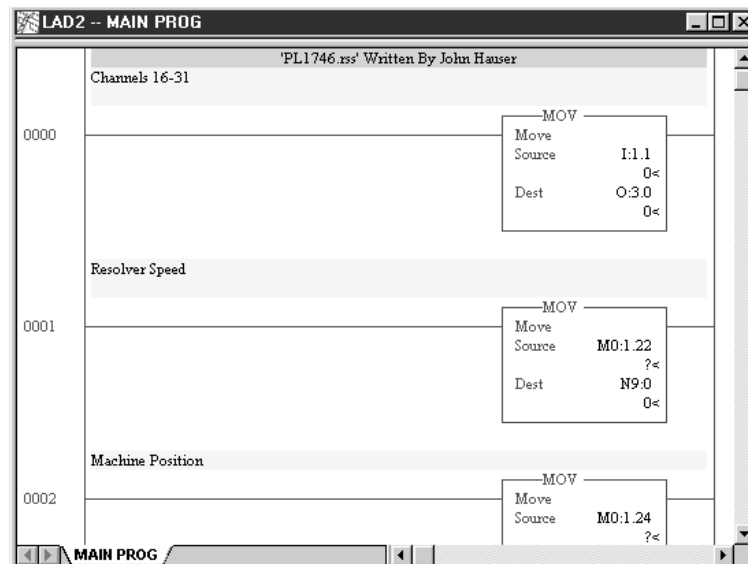 LAD2 -- MAIN PROG
'PL1746.rss' Written By John Hauser
Channels 16-31
0000
MOV
Move
Source I:1.1
0<
Dest O:3.0
0<
Resolver Speed
0001
MOV
Move
Source M0:1.22
?<
Dest N9:0
0<
Machine Position
0002
MOV
Move
Source M0:1.24
?<
MAIN PROG